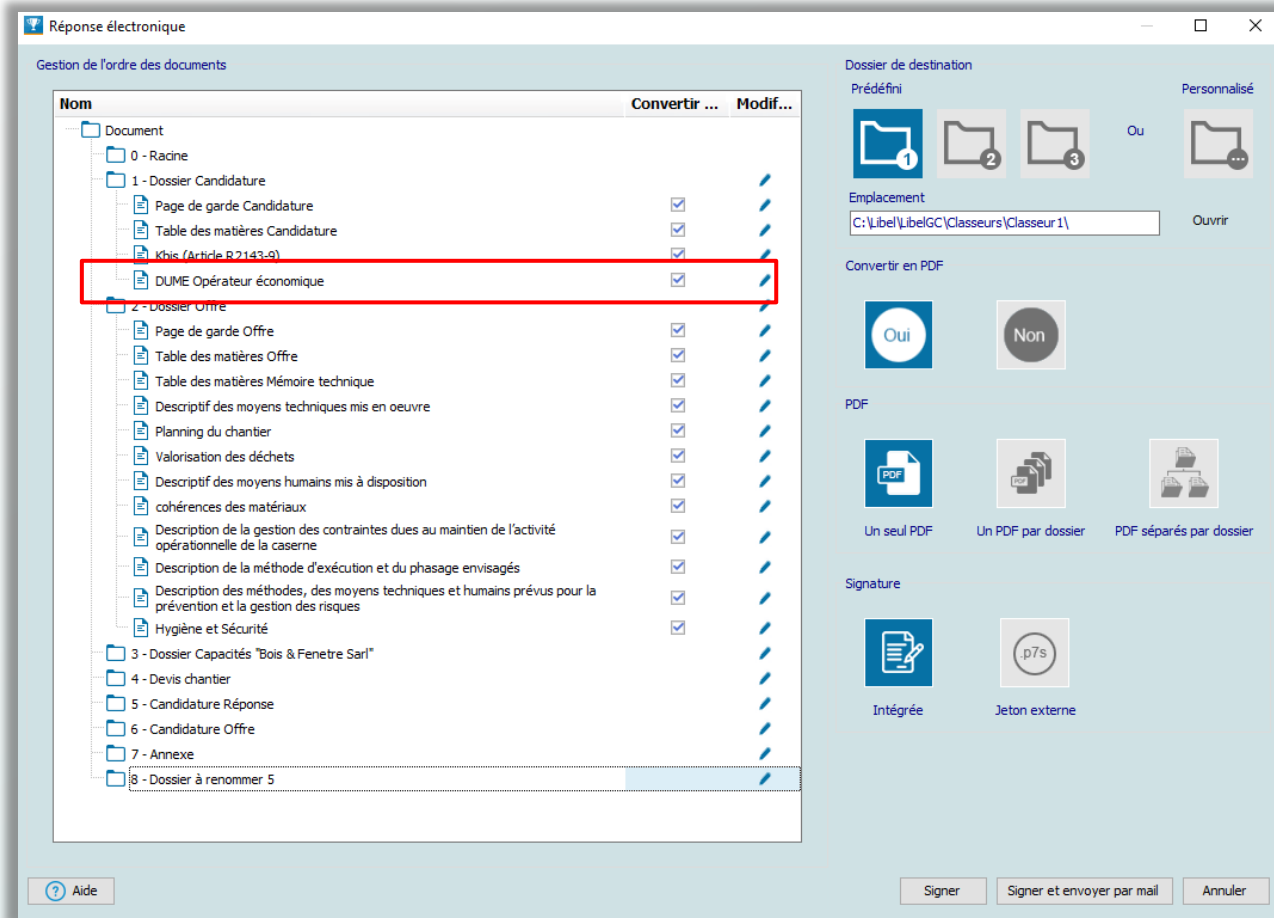 Réponse électronique
Gestion de l'ordre des documents
Nom Convertir ... Modif...
Document
0 - Racine
1 - Dossier Candidature
Page de garde Candidature
Table des matières Candidature
Kbis (Article R2143-9)
DUME Opérateur économique
2 - Dossier Offre
Page de garde Offre
Table des matières Offre
Table des matières Mémoire technique
Descriptif des moyens techniques mis en oeuvre
Planning du chantier
Valorisation des déchets
Descriptif des moyens humains mis à disposition
cohérences des matériaux
Description de la gestion des contraintes dues au maintien de l'activité
opérationnelle de la caserne
Description de la méthode d'exécution et du phasage envisagés
Description des méthodes, des moyens techniques et humains prévus pour la
prévention et la gestion des risques
Hygiène et Sécurité
3 - Dossier Capacités "Bois & Fenetre Sarl"
4 - Devis chantier
5 - Candidature Réponse
6 - Candidature Offre
7 - Annexe
8 - Dossier à renommer 5
Dossier de destination
Prédéfini Personnalisé
1 2 3 Ou ...
Emplacement
C:\Libel\LibelGC\Classeurs\Classeur1\ Ouvrir
Convertir en PDF
Oui Non
PDF
PDF PDF
Un seul PDF Un PDF par dossier PDF séparés par dossier
Signature
.p7s
Intégrée Jeton externe
? Aide Signer Signer et envoyer par mail Annuler